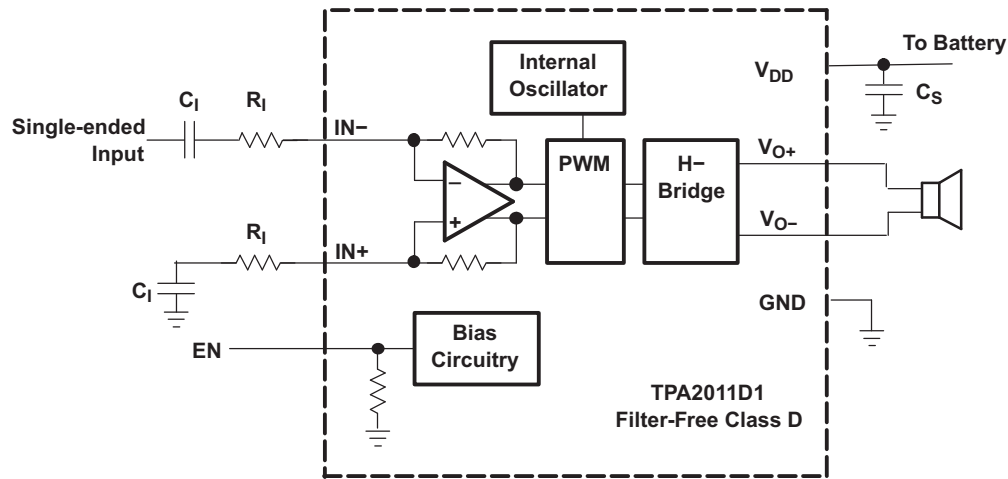 Internal
Oscillator
To Battery
V_DD
C_S
C_I
R_I
Single-ended
Input
IN−
PWM
H−
Bridge
V_O+
V_O−
−
+
R_I
IN+
C_I
GND
EN
Bias
Circuitry
TPA2011D1
Filter-Free Class D